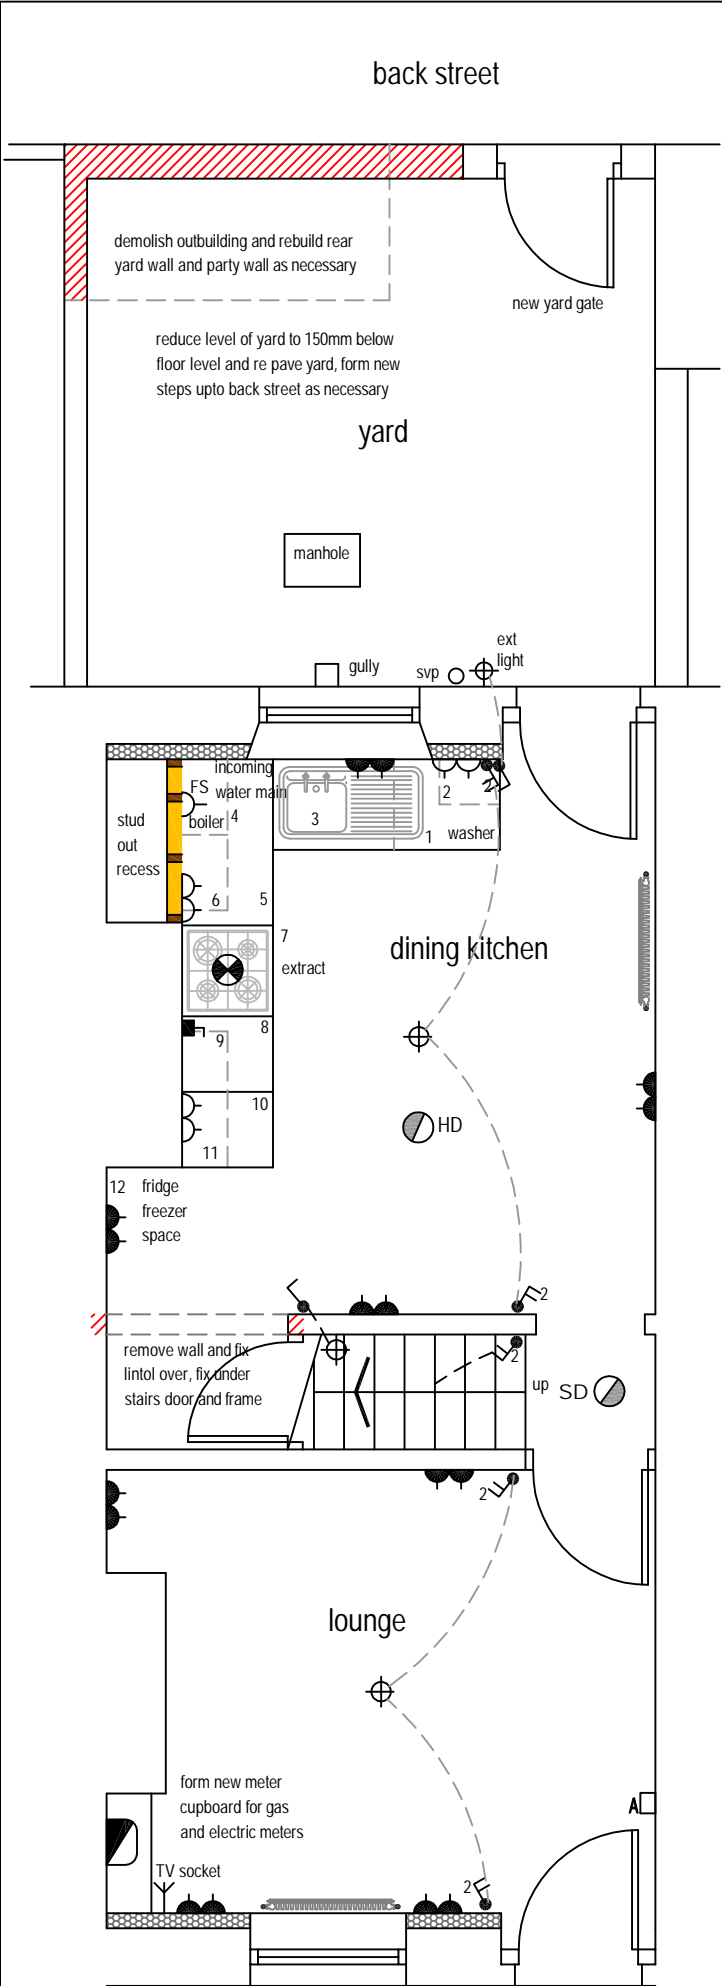 back street
demolish outbuilding and rebuild rear
yard wall and party wall as necessary
new yard gate
reduce level of yard to 150mm below
floor level and re pave yard, form new
steps upto back street as necessary
yard
manhole
ext
light
gully
svp
incoming
water main
FS
boiler
4
stud
out
recess
2
2
3
1
washer
6
5
7
extract
dining kitchen
8
9
10
11
HD
12
fridge
freezer
space
2
remove wall and fix
lintol over, fix under
stairs door and frame
2
up
SD
2
lounge
form new meter
cupboard for gas
and electric meters
A
TV socket
2